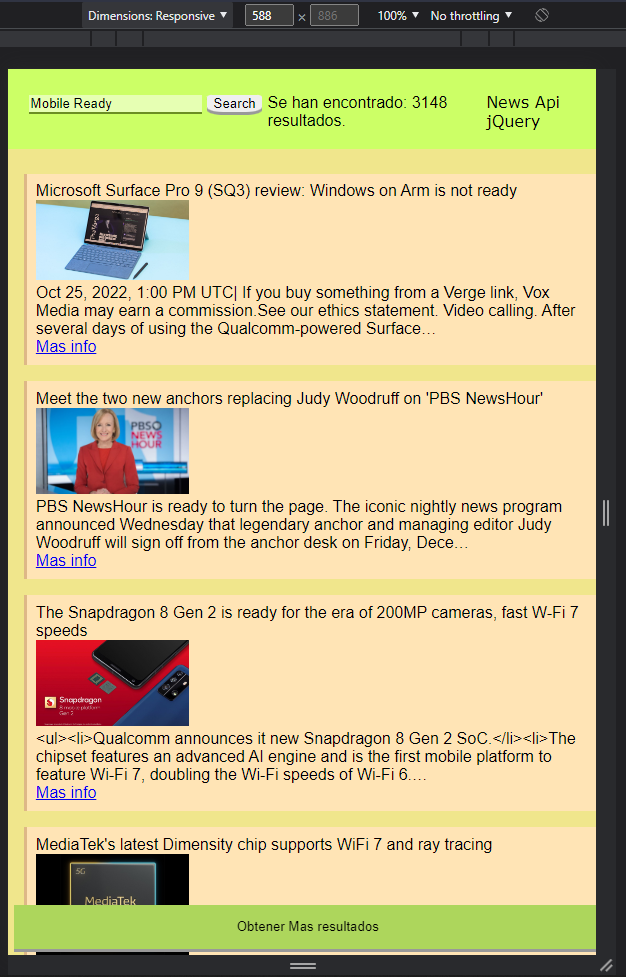 Dimensions: Responsive ▼ 588 × 886 100% ▼ No throttling ▼
Mobile Ready Search Se han encontrado: 3148 resultados. News Api jQuery
Microsoft Surface Pro 9 (SQ3) review: Windows on Arm is not ready
Oct 25, 2022, 1:00 PM UTC| If you buy something from a Verge link, Vox
Media may earn a commission.See our ethics statement. Video calling. After
several days of using the Qualcomm-powered Surface…
Mas info
Meet the two new anchors replacing Judy Woodruff on 'PBS NewsHour'
PBS
NEWS
HOUR
PBS NewsHour is ready to turn the page. The iconic nightly news program
announced Wednesday that legendary anchor and managing editor Judy
Woodruff will sign off from the anchor desk on Friday, Dece…
Mas info
The Snapdragon 8 Gen 2 is ready for the era of 200MP cameras, fast W-Fi 7
speeds
Snapdragon
8 mobile platform
Gen 2
<ul><li>Qualcomm announces it new Snapdragon 8 Gen 2 SoC.</li><li>The
chipset features an advanced AI engine and is the first mobile platform to
feature Wi-Fi 7, doubling the Wi-Fi speeds of Wi-Fi 6.…
Mas info
MediaTek's latest Dimensity chip supports WiFi 7 and ray tracing
5G
MediaTek
Obtener Mas resultados